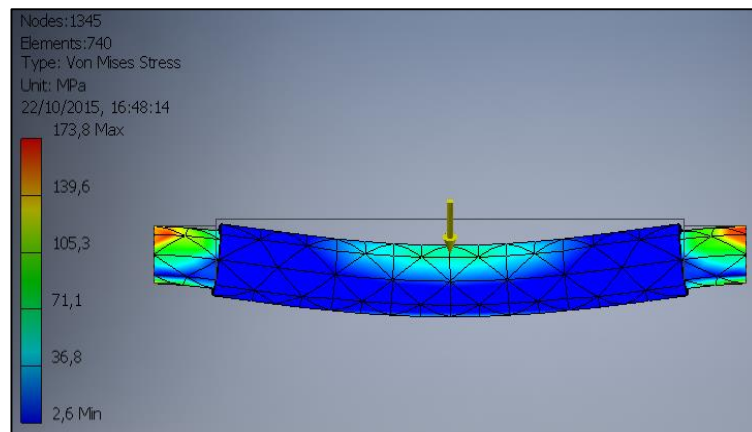 Nodes:1345
Elements:740
Type: Von Mises Stress
Unit: MPa
22/10/2015, 16:48:14
173,8 Max
139,6
105,3
71,1
36,8
2,6 Min